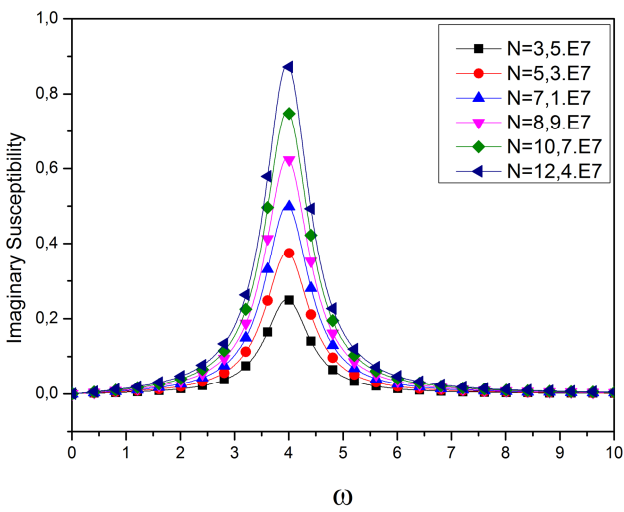 1,0
0,8
0,6
0,4
0,2
0,0
Imaginary Susceptibility
N=3,5.E7
N=5,3.E7
N=7,1.E7
N=8,9.E7
N=10,7.E7
N=12,4.E7
0 1 2 3 4 5 6 7 8 9 10
ω